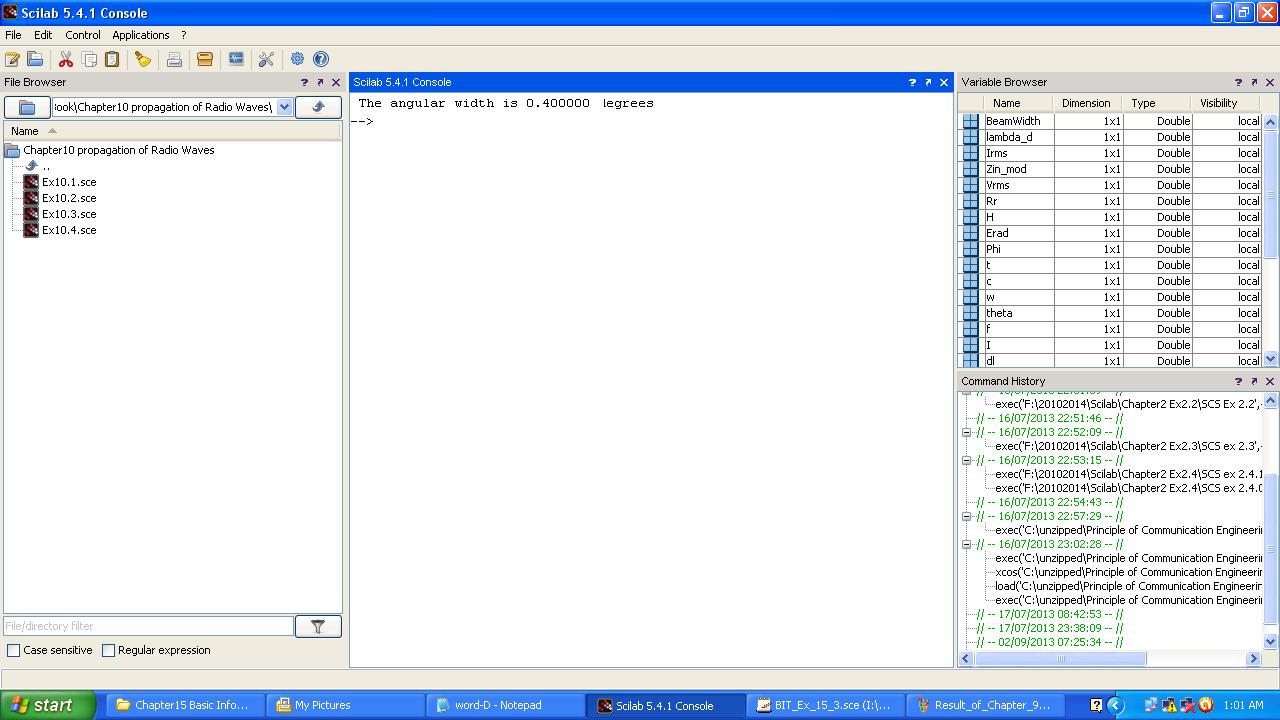 Scilab 5.4.1 Console
File Edit Control Applications ?
File Browser
ook\Chapter10 propagation of Radio Waves\
Name
Chapter10 propagation of Radio Waves
..
Ex10.1.sce
Ex10.2.sce
Ex10.3.sce
Ex10.4.sce
File/directory filter
Case sensitive Regular expression
Scilab 5.4.1 Console
The angular width is 0.400000 egrees
-->
Variable Browser
Name Dimension Type Visibility
BeamWidth 1x1 Double local
lambda_d 1x1 Double local
Irms 1x1 Double local
Zin_mod 1x1 Double local
Vrms 1x1 Double local
Rr 1x1 Double local
H 1x1 Double local
Erad 1x1 Double local
Phi 1x1 Double local
t 1x1 Double local
c 1x1 Double local
w 1x1 Double local
theta 1x1 Double local
f 1x1 Double local
I 1x1 Double local
dl 1x1 Double local
Command History
exec('F:\20102014\Scilab\Chapter2 Ex2.2\SCS Ex 2.2',
// -- 16/07/2013 22:51:46 -- //
// -- 16/07/2013 22:52:09 -- //
exec('F:\20102014\Scilab\Chapter2 Ex2.3\SCS ex 2.3',
// -- 16/07/2013 22:53:15 -- //
exec('F:\20102014\Scilab\Chapter2 Ex2.4\SCS ex 2.4.1
exec('F:\20102014\Scilab\Chapter2 Ex2.4\SCS ex 2.4.0
// -- 16/07/2013 22:54:43 -- //
// -- 16/07/2013 22:57:29 -- //
exec('C:\unzipped\Principle of Communication Engineerin
// -- 16/07/2013 23:02:28 -- //
exec('C:\unzipped\Principle of Communication Engineerin
xcos('C:\unzipped\Principle of Communication Engineerin
load('C:\unzipped\Principle of Communication Engineerin
exec('C:\unzipped\Principle of Communication Engineerin
// -- 17/07/2013 08:42:53 -- //
// -- 17/07/2013 23:38:09 -- //
// -- 02/09/2013 07:25:34 -- //
start Chapter15 Basic Info... My Pictures word-D - Notepad Scilab 5.4.1 Console BIT_Ex_15_3.sce (I:\... Result_of_Chapter_9... 1:01 AM